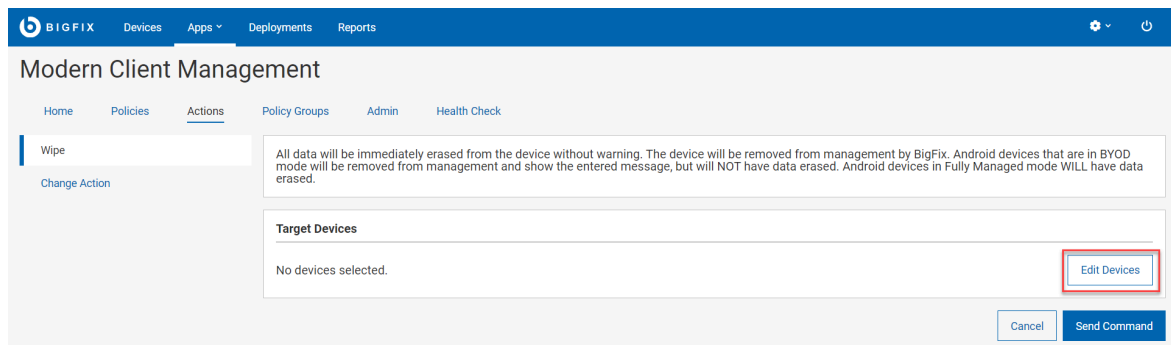 BIGFIX Devices Apps Deployments Reports
Modern Client Management
Home Policies Actions Policy Groups Admin Health Check
Wipe
Change Action
All data will be immediately erased from the device without warning. The device will be removed from management by BigFix. Android devices that are in BYOD
mode will be removed from management and show the entered message, but will NOT have data erased. Android devices in Fully Managed mode WILL have data
erased.
Target Devices
No devices selected.
Edit Devices
Cancel Send Command